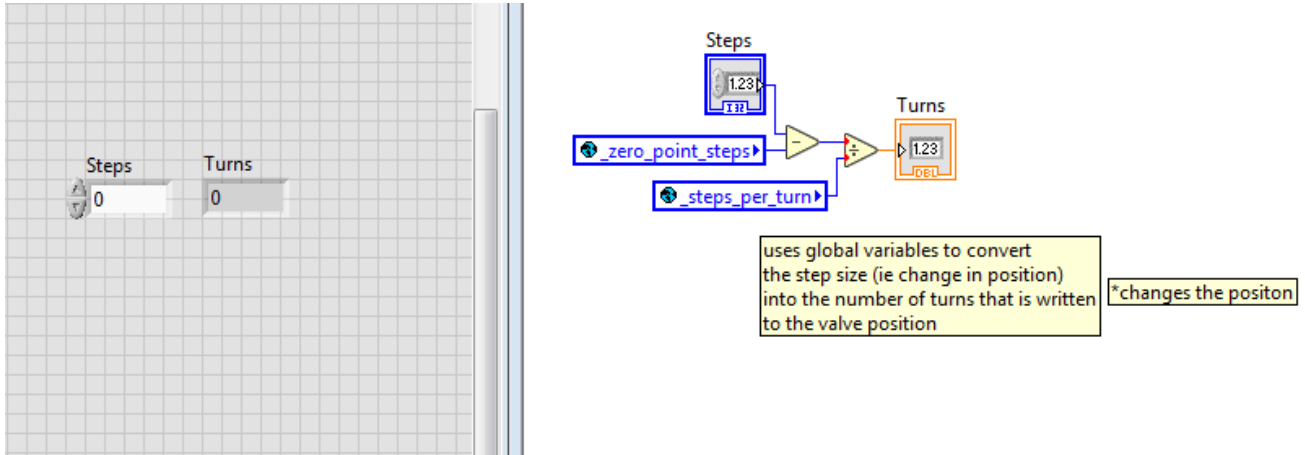 Steps
Turns
0
0
Steps
1.23
I32
_zero_point_steps
_steps_per_turn
Turns
1.23
DBL
uses global variables to convert
the step size (ie change in position)
into the number of turns that is written
to the valve position
*changes the positon